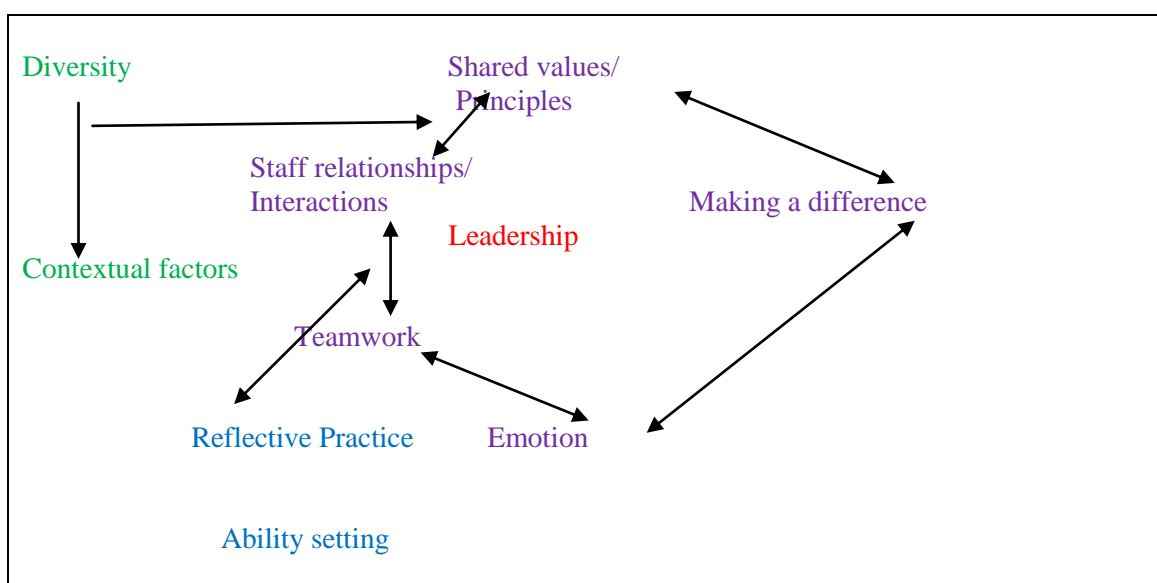 Diversity
Shared values/
Principles
Staff relationships/
Interactions
Making a difference
Leadership
Contextual factors
Teamwork
Reflective Practice
Emotion
Ability setting